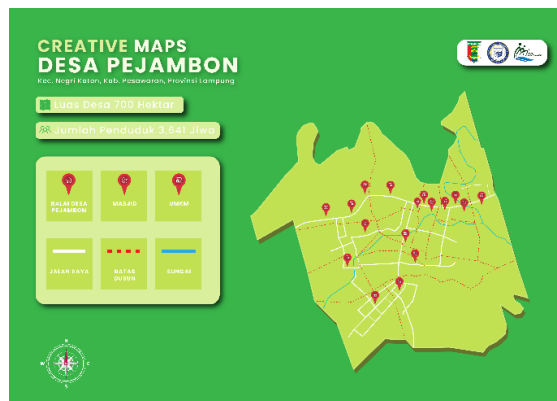 CREATIVE MAPS
DESA PEJAMBON
Kec. Negri Katon, Kab. Pesawaran, Provinsi Lampung
Luas Desa 700 Hektar
Jumlah Penduduk 3,641 Jiwa
BALAI DESA
PEJAMBON
MASJID
UMKM
JALAN RAYA
BATAS
DUSUN
SUNGAI
N
W
S